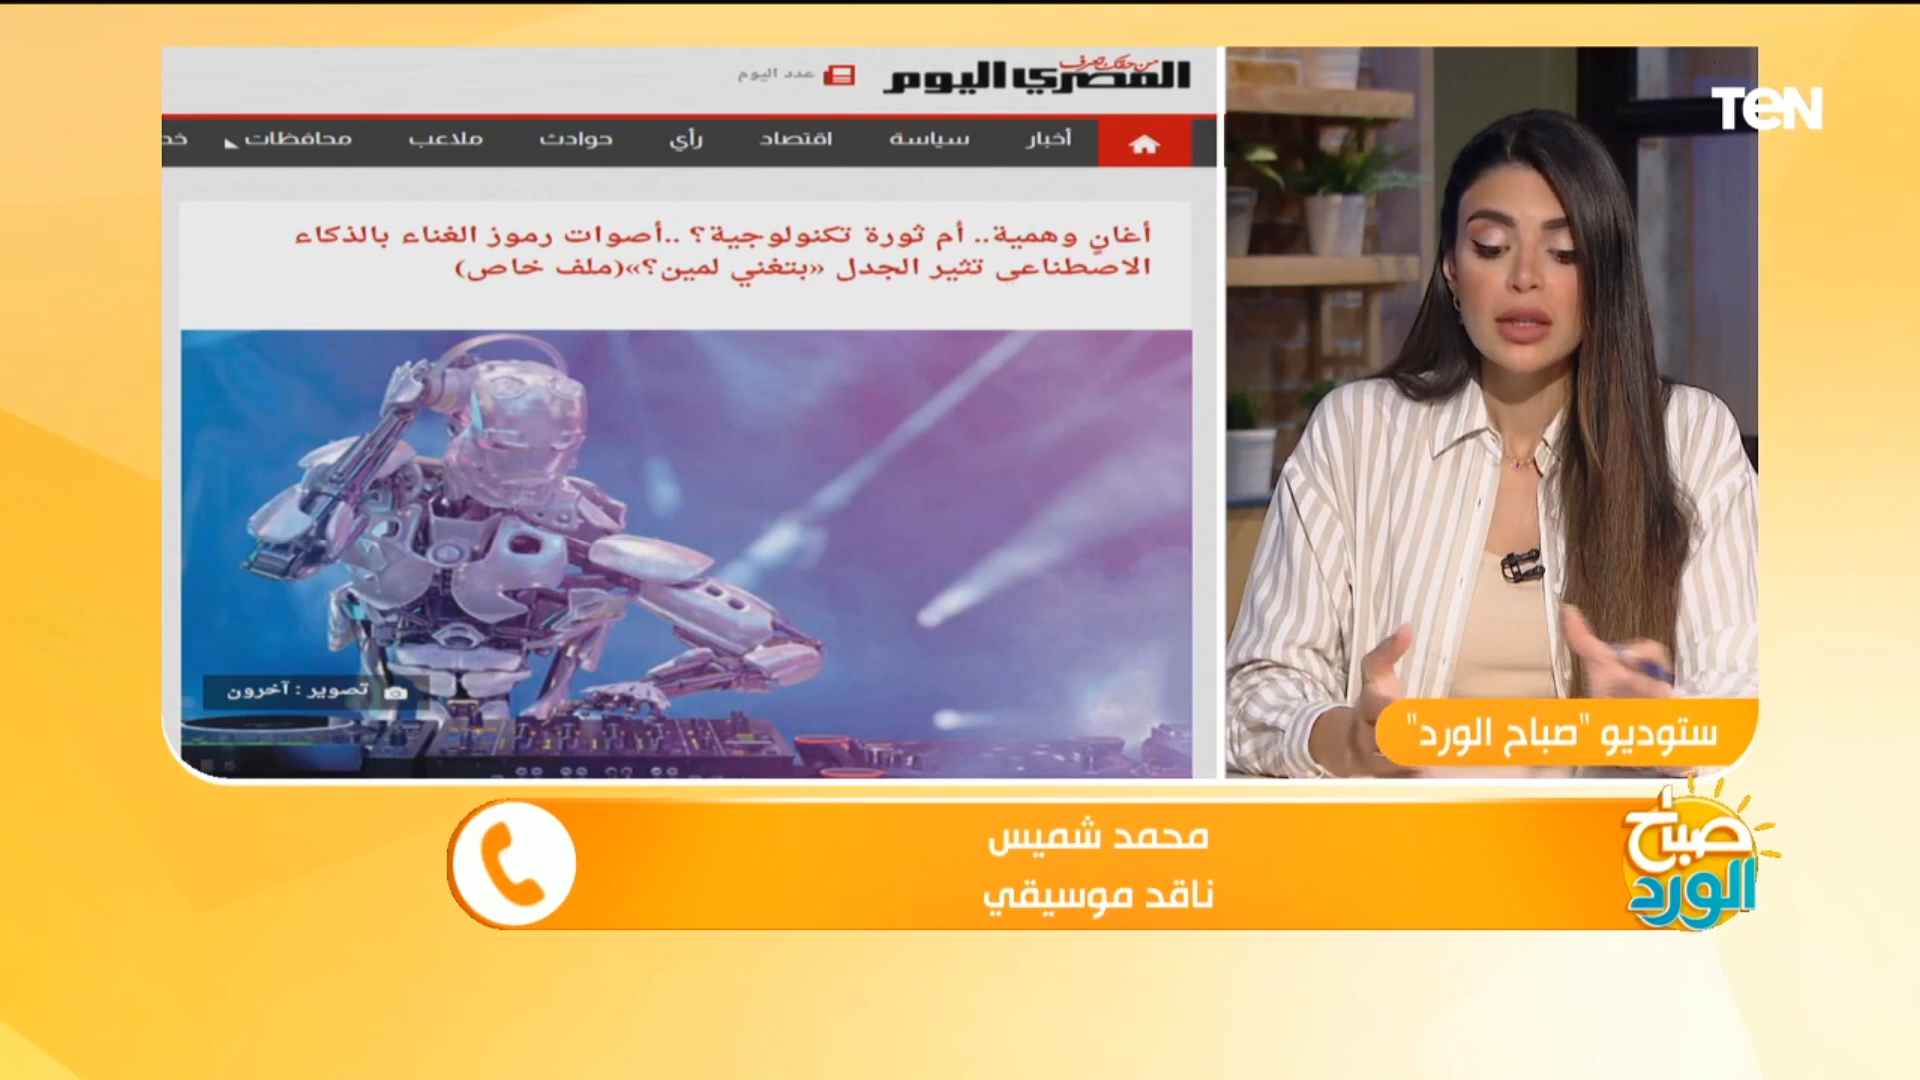 TeN
من حقك تعرف
المصري اليوم
عدد اليوم
أخبار
سياسة
اقتصاد
رأي
حوادث
ملاعب
محافظات
خد
أغانٍ وهمية.. أم ثورة تكنولوجية؟ ..أصوات رموز الغناء بالذكاء
الاصطناعى تثير الجدل «بتغني لمين؟»(ملف خاص)
تصوير : آخرون
ستوديو "صباح الورد"
محمد شميس
ناقد موسيقي
صباح
الورد